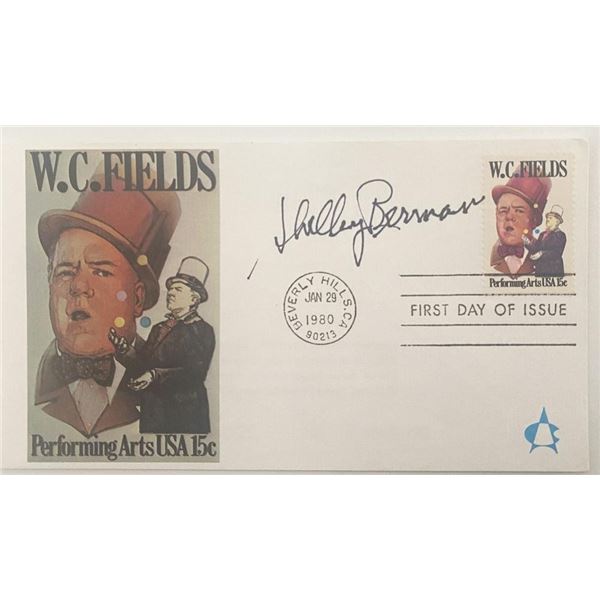 W.C.FIELDS
Performing Arts USA 15c
Shelley Berman
BEVERLY HILLS, CA
JAN 29
1980
90213
W.C.FIELDS
Performing Arts USA 15c
FIRST DAY OF ISSUE